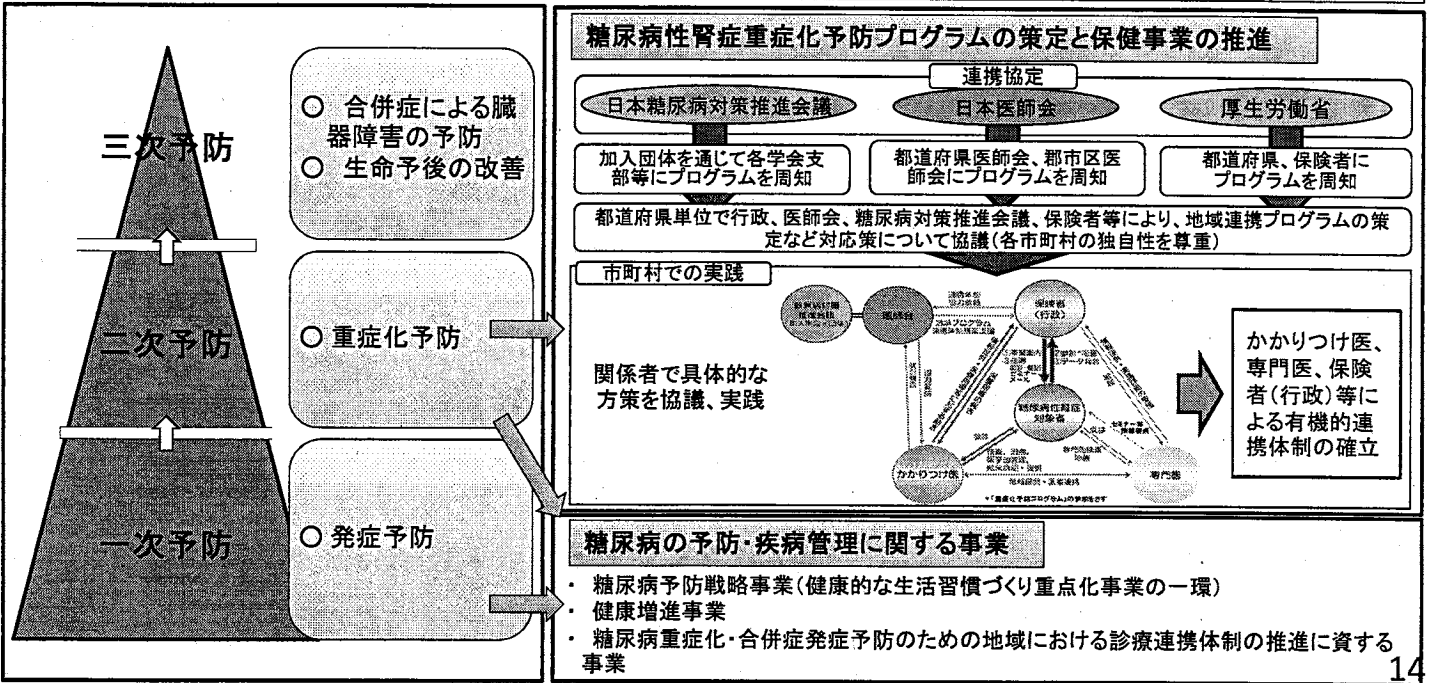 三次予防
○ 合併症による臓
器障害の予防
○ 生命予後の改善
二次予防
○ 重症化予防
一次予防
○ 発症予防
糖尿病性腎症重症化予防プログラムの策定と保健事業の推進
連携協定
日本糖尿病対策推進会議
日本医師会
厚生労働省
加入団体を通じて各学会支
部等にプログラムを周知
都道府県医師会、郡市区医
師会にプログラムを周知
都道府県、保険者に
プログラムを周知
都道府県単位で行政、医師会、糖尿病対策推進会議、保険者等により、地域連携プログラムの策
定など対応策について協議(各市町村の独自性を尊重)
市町村での実践
関係者で具体的な
方策を協議、実践
医師会
保険者
(行政)
糖尿病性腎症
対象者
かかりつけ医
専門医
かかりつけ医、
専門医、保険
者(行政)等に
よる有機的連
携体制の確立
糖尿病の予防・疾病管理に関する事業
・ 糖尿病予防戦略事業(健康的な生活習慣づくり重点化事業の一環)
・ 健康増進事業
・ 糖尿病重症化・合併症発症予防のための地域における診療連携体制の推進に資する
事業
14